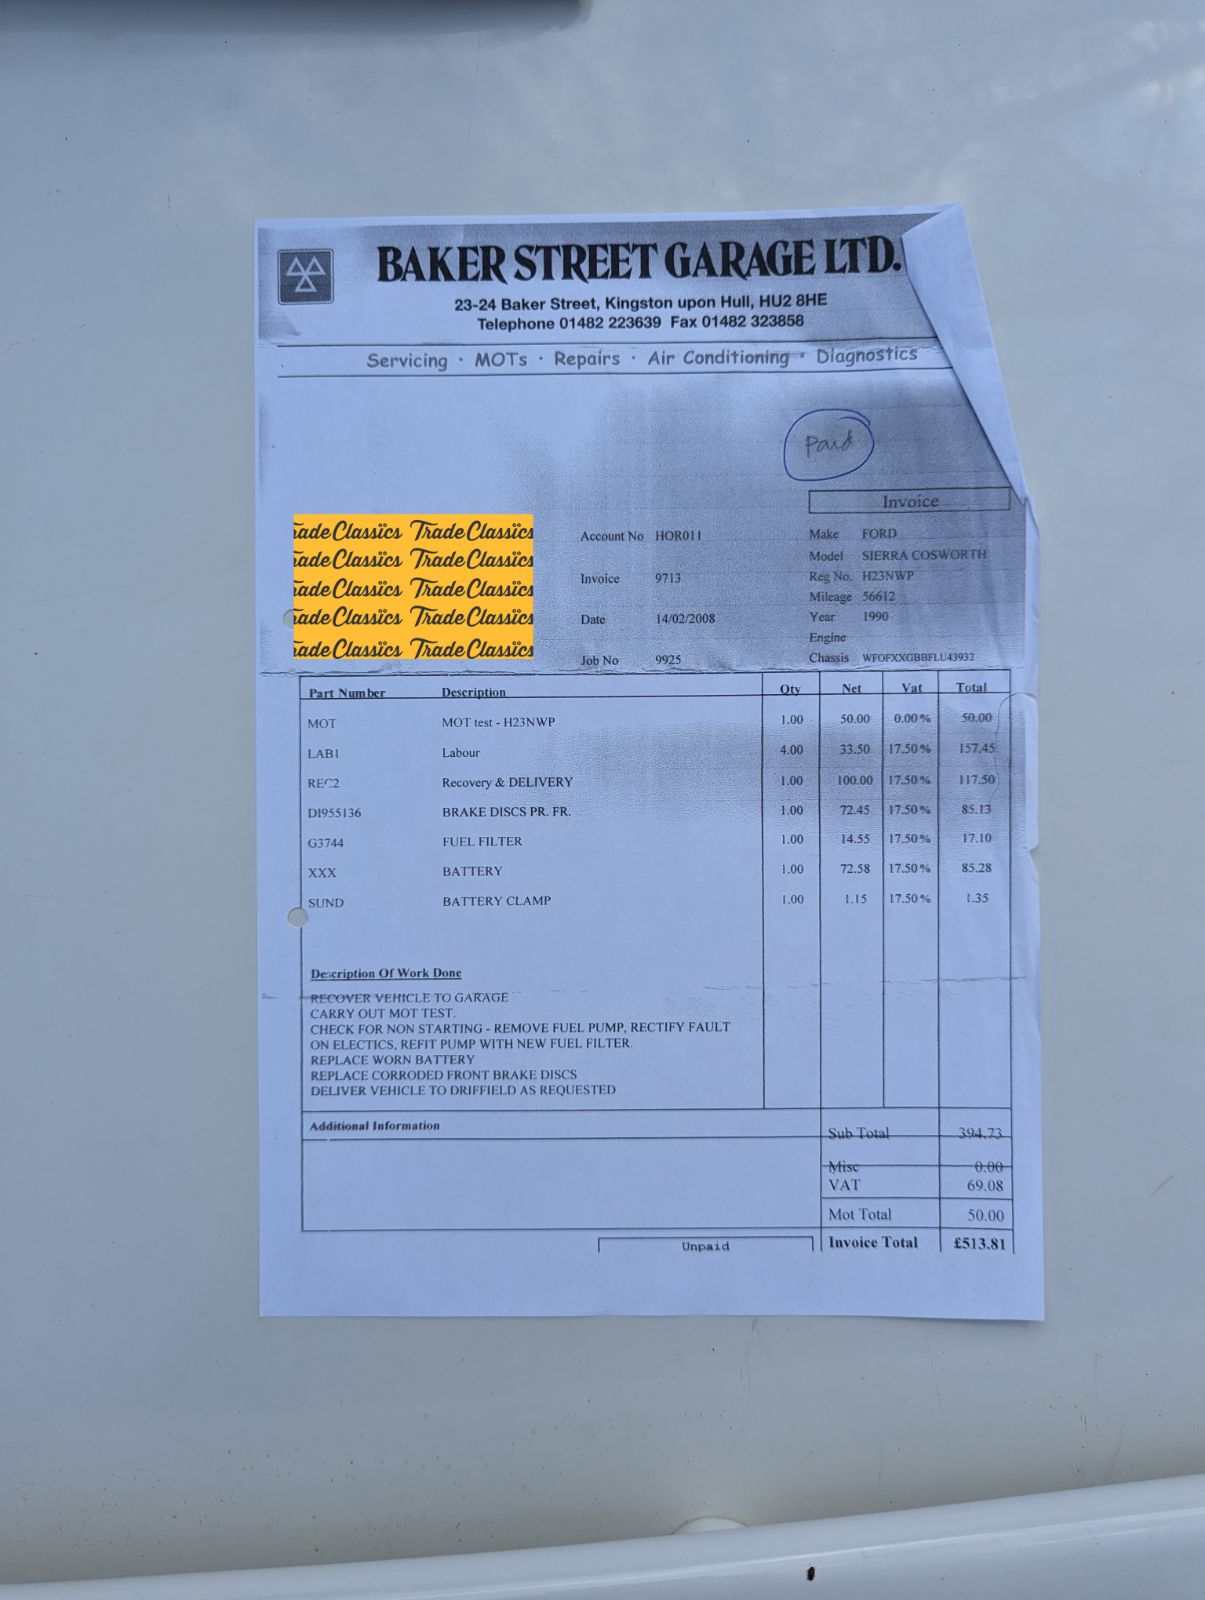 BAKER STREET GARAGE LTD.
23-24 Baker Street, Kingston upon Hull, HU2 8HE
Telephone 01482 223639 Fax 01482 323858
Servicing · MOTs · Repairs · Air Conditioning · Diagnostics
Paid
Invoice
radeClassics TradeClassics
radeClassics TradeClassics
radeClassics TradeClassics
radeClassics TradeClassics
radeClassics TradeClassics
Account No HOR011
Invoice 9713
Date 14/02/2008
Job No 9925
Make FORD
Model SIERRA COSWORTH
Reg No. H23NWP
Mileage 56612
Year 1990
Engine
Chassis WFOFXXGBBFLU43932
Part Number Description Qty Net Vat Total
MOT MOT test - H23NWP 1.00 50.00 0.00% 50.00
LAB1 Labour 4.00 33.50 17.50% 157.45
REC2 Recovery & DELIVERY 1.00 100.00 17.50% 117.50
DI955136 BRAKE DISCS PR. FR. 1.00 72.45 17.50% 85.13
G3744 FUEL FILTER 1.00 14.55 17.50% 17.10
XXX BATTERY 1.00 72.58 17.50% 85.28
SUND BATTERY CLAMP 1.00 1.15 17.50% 1.35
Description Of Work Done
RECOVER VEHICLE TO GARAGE
CARRY OUT MOT TEST.
CHECK FOR NON STARTING - REMOVE FUEL PUMP, RECTIFY FAULT
ON ELECTICS, REFIT PUMP WITH NEW FUEL FILTER.
REPLACE WORN BATTERY
REPLACE CORRODED FRONT BRAKE DISCS
DELIVER VEHICLE TO DRIFFIELD AS REQUESTED
Additional Information
Sub Total 394.73
Misc 0.00
VAT 69.08
Mot Total 50.00
Unpaid
Invoice Total £513.81